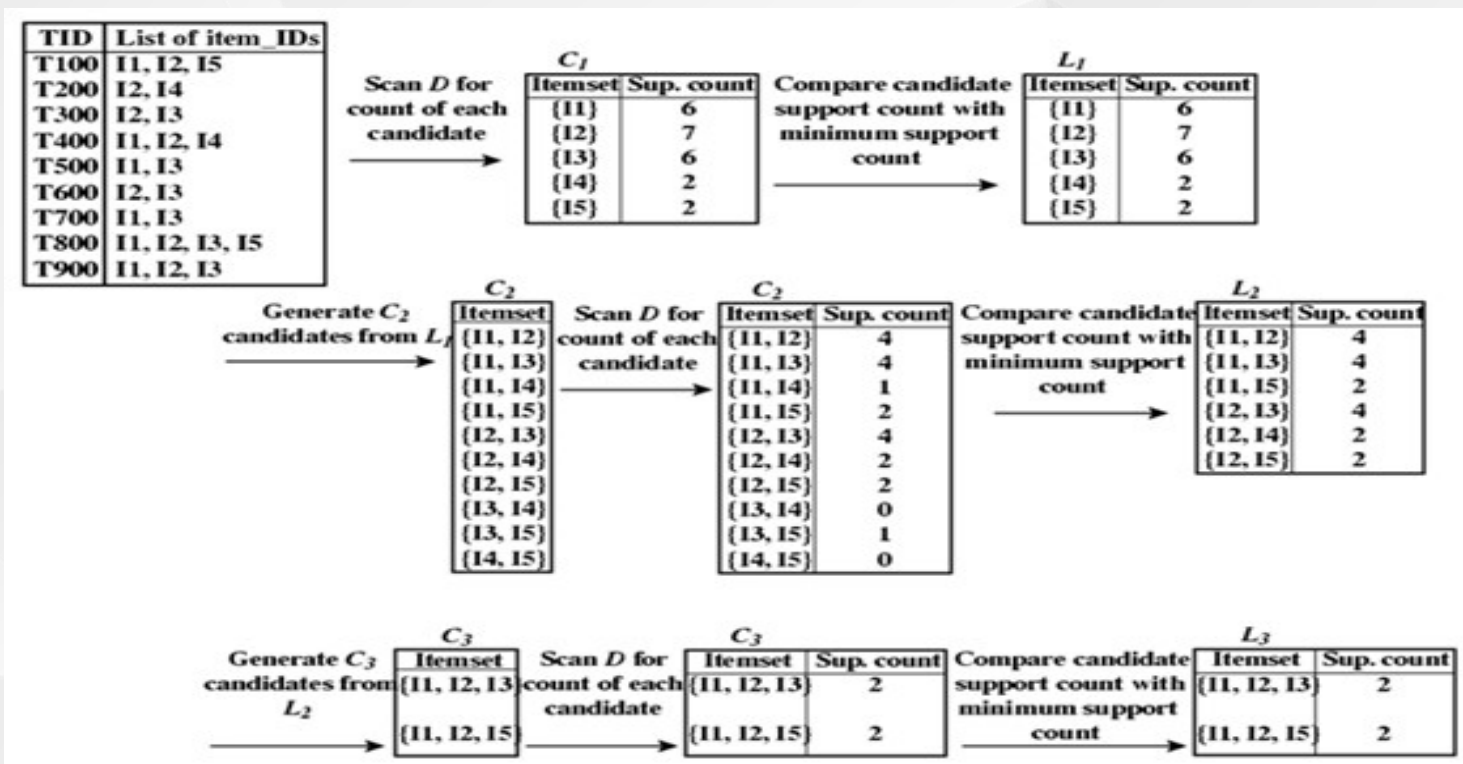 TID List of item_IDs
T100 I1, I2, I5
T200 I2, I4
T300 I2, I3
T400 I1, I2, I4
T500 I1, I3
T600 I2, I3
T700 I1, I3
T800 I1, I2, I3, I5
T900 I1, I2, I3
Scan D for
count of each
candidate
C1
Itemset Sup. count
{I1} 6
{I2} 7
{I3} 6
{I4} 2
{I5} 2
Compare candidate
support count with
minimum support
count
L1
Itemset Sup. count
{I1} 6
{I2} 7
{I3} 6
{I4} 2
{I5} 2
Generate C2
candidates from L1
C2
Itemset
{I1, I2}
{I1, I3}
{I1, I4}
{I1, I5}
{I2, I3}
{I2, I4}
{I2, I5}
{I3, I4}
{I3, I5}
{I4, I5}
Scan D for
count of each
candidate
C2
Itemset Sup. count
{I1, I2} 4
{I1, I3} 4
{I1, I4} 1
{I1, I5} 2
{I2, I3} 4
{I2, I4} 2
{I2, I5} 2
{I3, I4} 0
{I3, I5} 1
{I4, I5} 0
Compare candidate
support count with
minimum support
count
L2
Itemset Sup. count
{I1, I2} 4
{I1, I3} 4
{I1, I5} 2
{I2, I3} 4
{I2, I4} 2
{I2, I5} 2
Generate C3
candidates from
L2
C3
Itemset
{I1, I2, I3}
{I1, I2, I5}
Scan D for
count of each
candidate
C3
Itemset Sup. count
{I1, I2, I3} 2
{I1, I2, I5} 2
Compare candidate
support count with
minimum support
count
L3
Itemset Sup. count
{I1, I2, I3} 2
{I1, I2, I5} 2